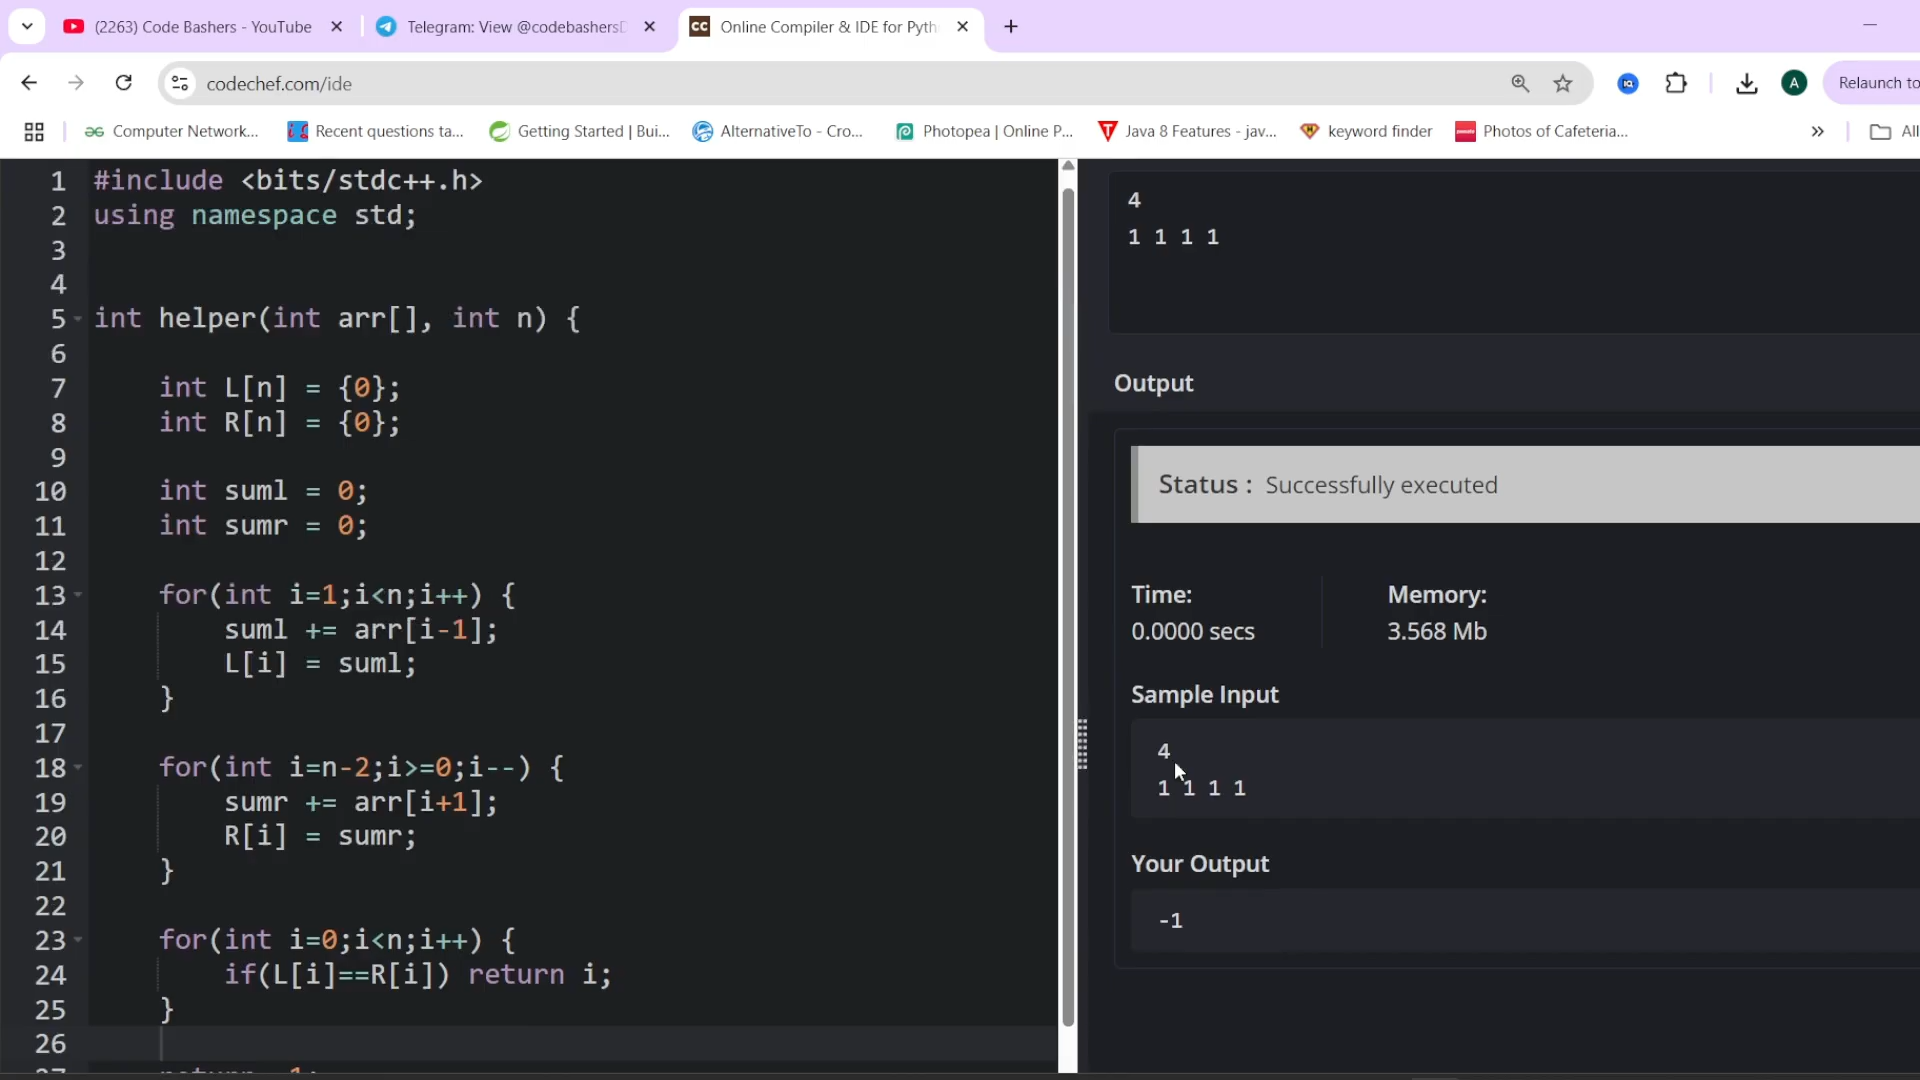 (2263) Code Bashers - YouTube
Telegram: View @codebashers
Online Compiler & IDE for Pyth
codechef.com/ide
A
Relaunch to
Computer Network...
Recent questions ta...
Getting Started | Bui...
AlternativeTo - Cro...
Photopea | Online P...
Java 8 Features - jav...
keyword finder
Photos of Cafeteria...
»
All
1 #include <bits/stdc++.h>
2 using namespace std;
3
4
5 int helper(int arr[], int n) {
6
7 int L[n] = {0};
8 int R[n] = {0};
9
10 int suml = 0;
11 int sumr = 0;
12
13 for(int i=1;i<n;i++) {
14 suml += arr[i-1];
15 L[i] = suml;
16 }
17
18 for(int i=n-2;i>=0;i--) {
19 sumr += arr[i+1];
20 R[i] = sumr;
21 }
22
23 for(int i=0;i<n;i++) {
24 if(L[i]==R[i]) return i;
25 }
26
4
1 1 1 1
Output
Status : Successfully executed
Time:
0.0000 secs
Memory:
3.568 Mb
Sample Input
4
1 1 1 1
Your Output
-1